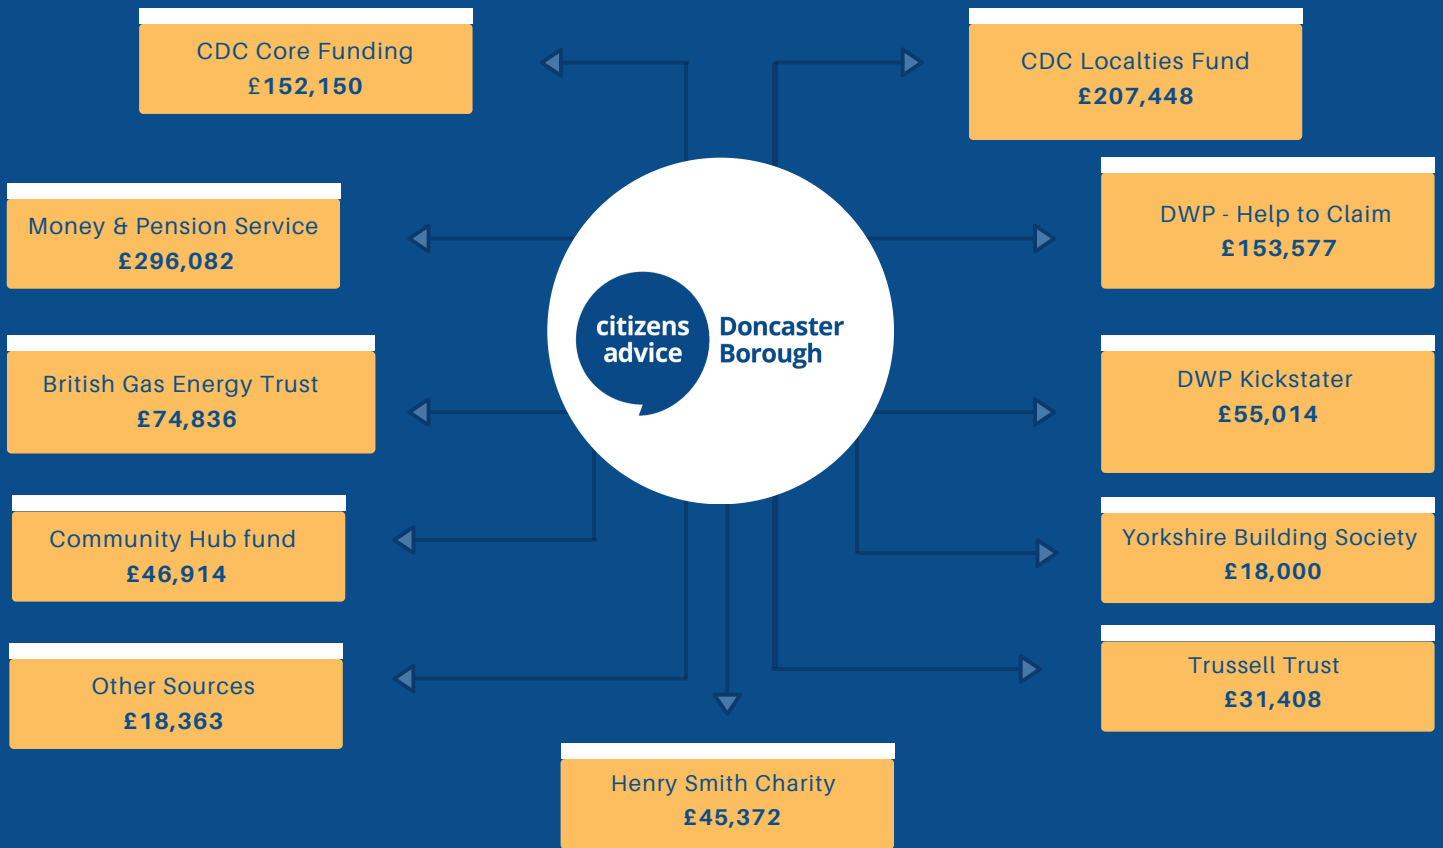 CDC Core Funding
£152,150
CDC Localties Fund
£207,448
Money & Pension Service
£296,082
DWP - Help to Claim
£153,577
citizens
advice
Doncaster
Borough
British Gas Energy Trust
£74,836
DWP Kickstater
£55,014
Community Hub fund
£46,914
Yorkshire Building Society
£18,000
Other Sources
£18,363
Trussell Trust
£31,408
Henry Smith Charity
£45,372